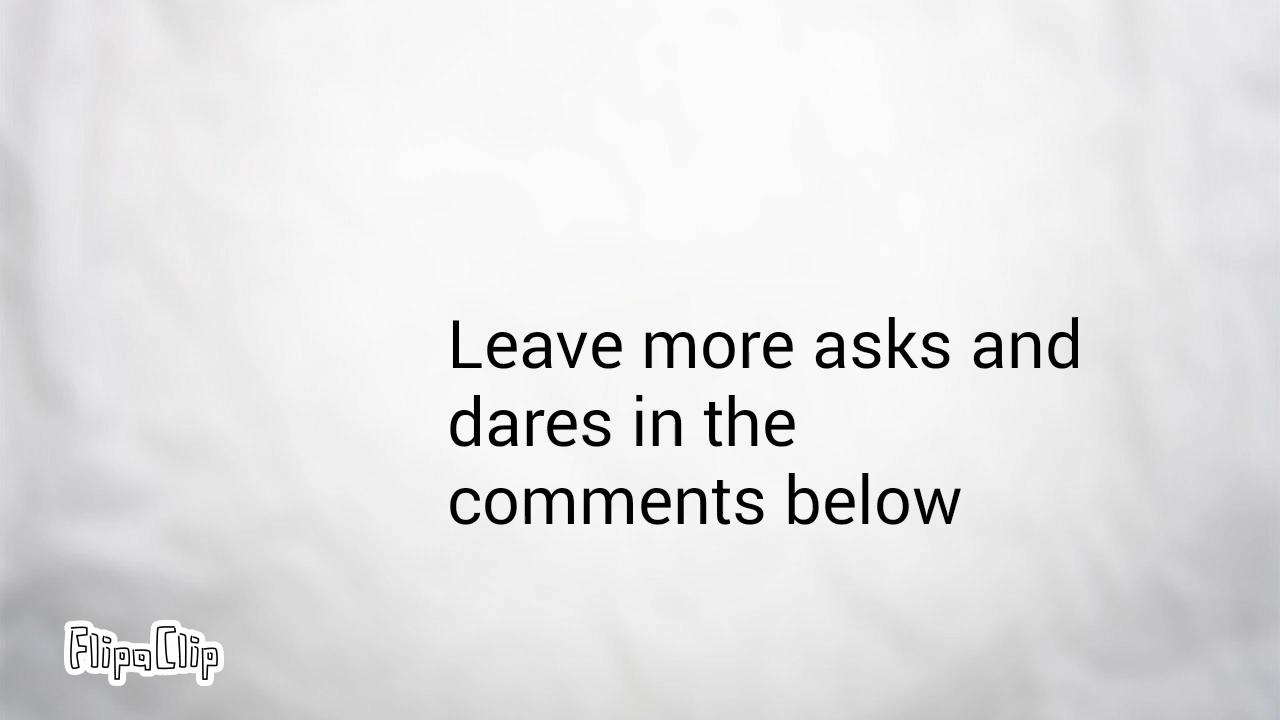 Leave more asks and
dares in the
comments below
FlipaClip